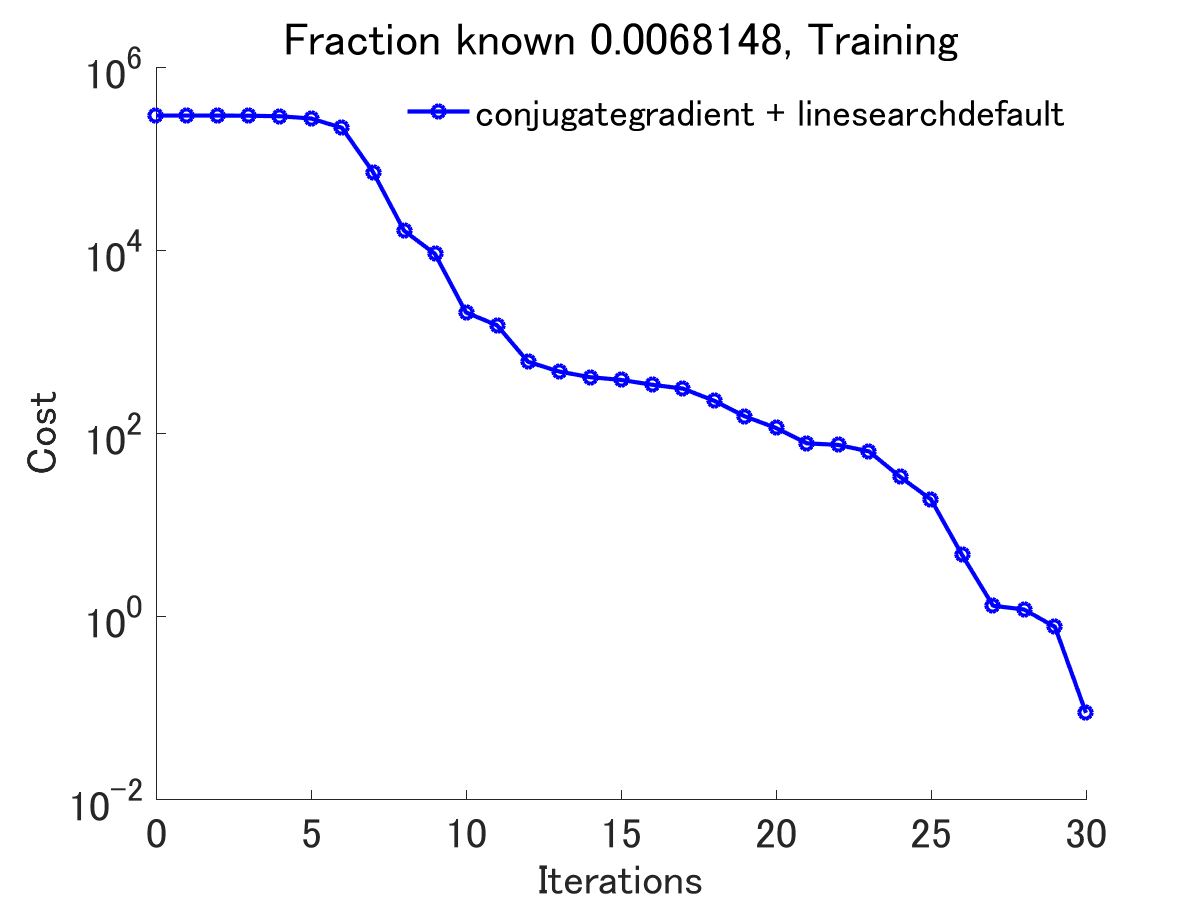 Fraction known 0.0068148, Training
conjugategradient + linesearchdefault
10^6
10^4
10^2
10^0
10^-2
Cost
0 5 10 15 20 25 30
Iterations